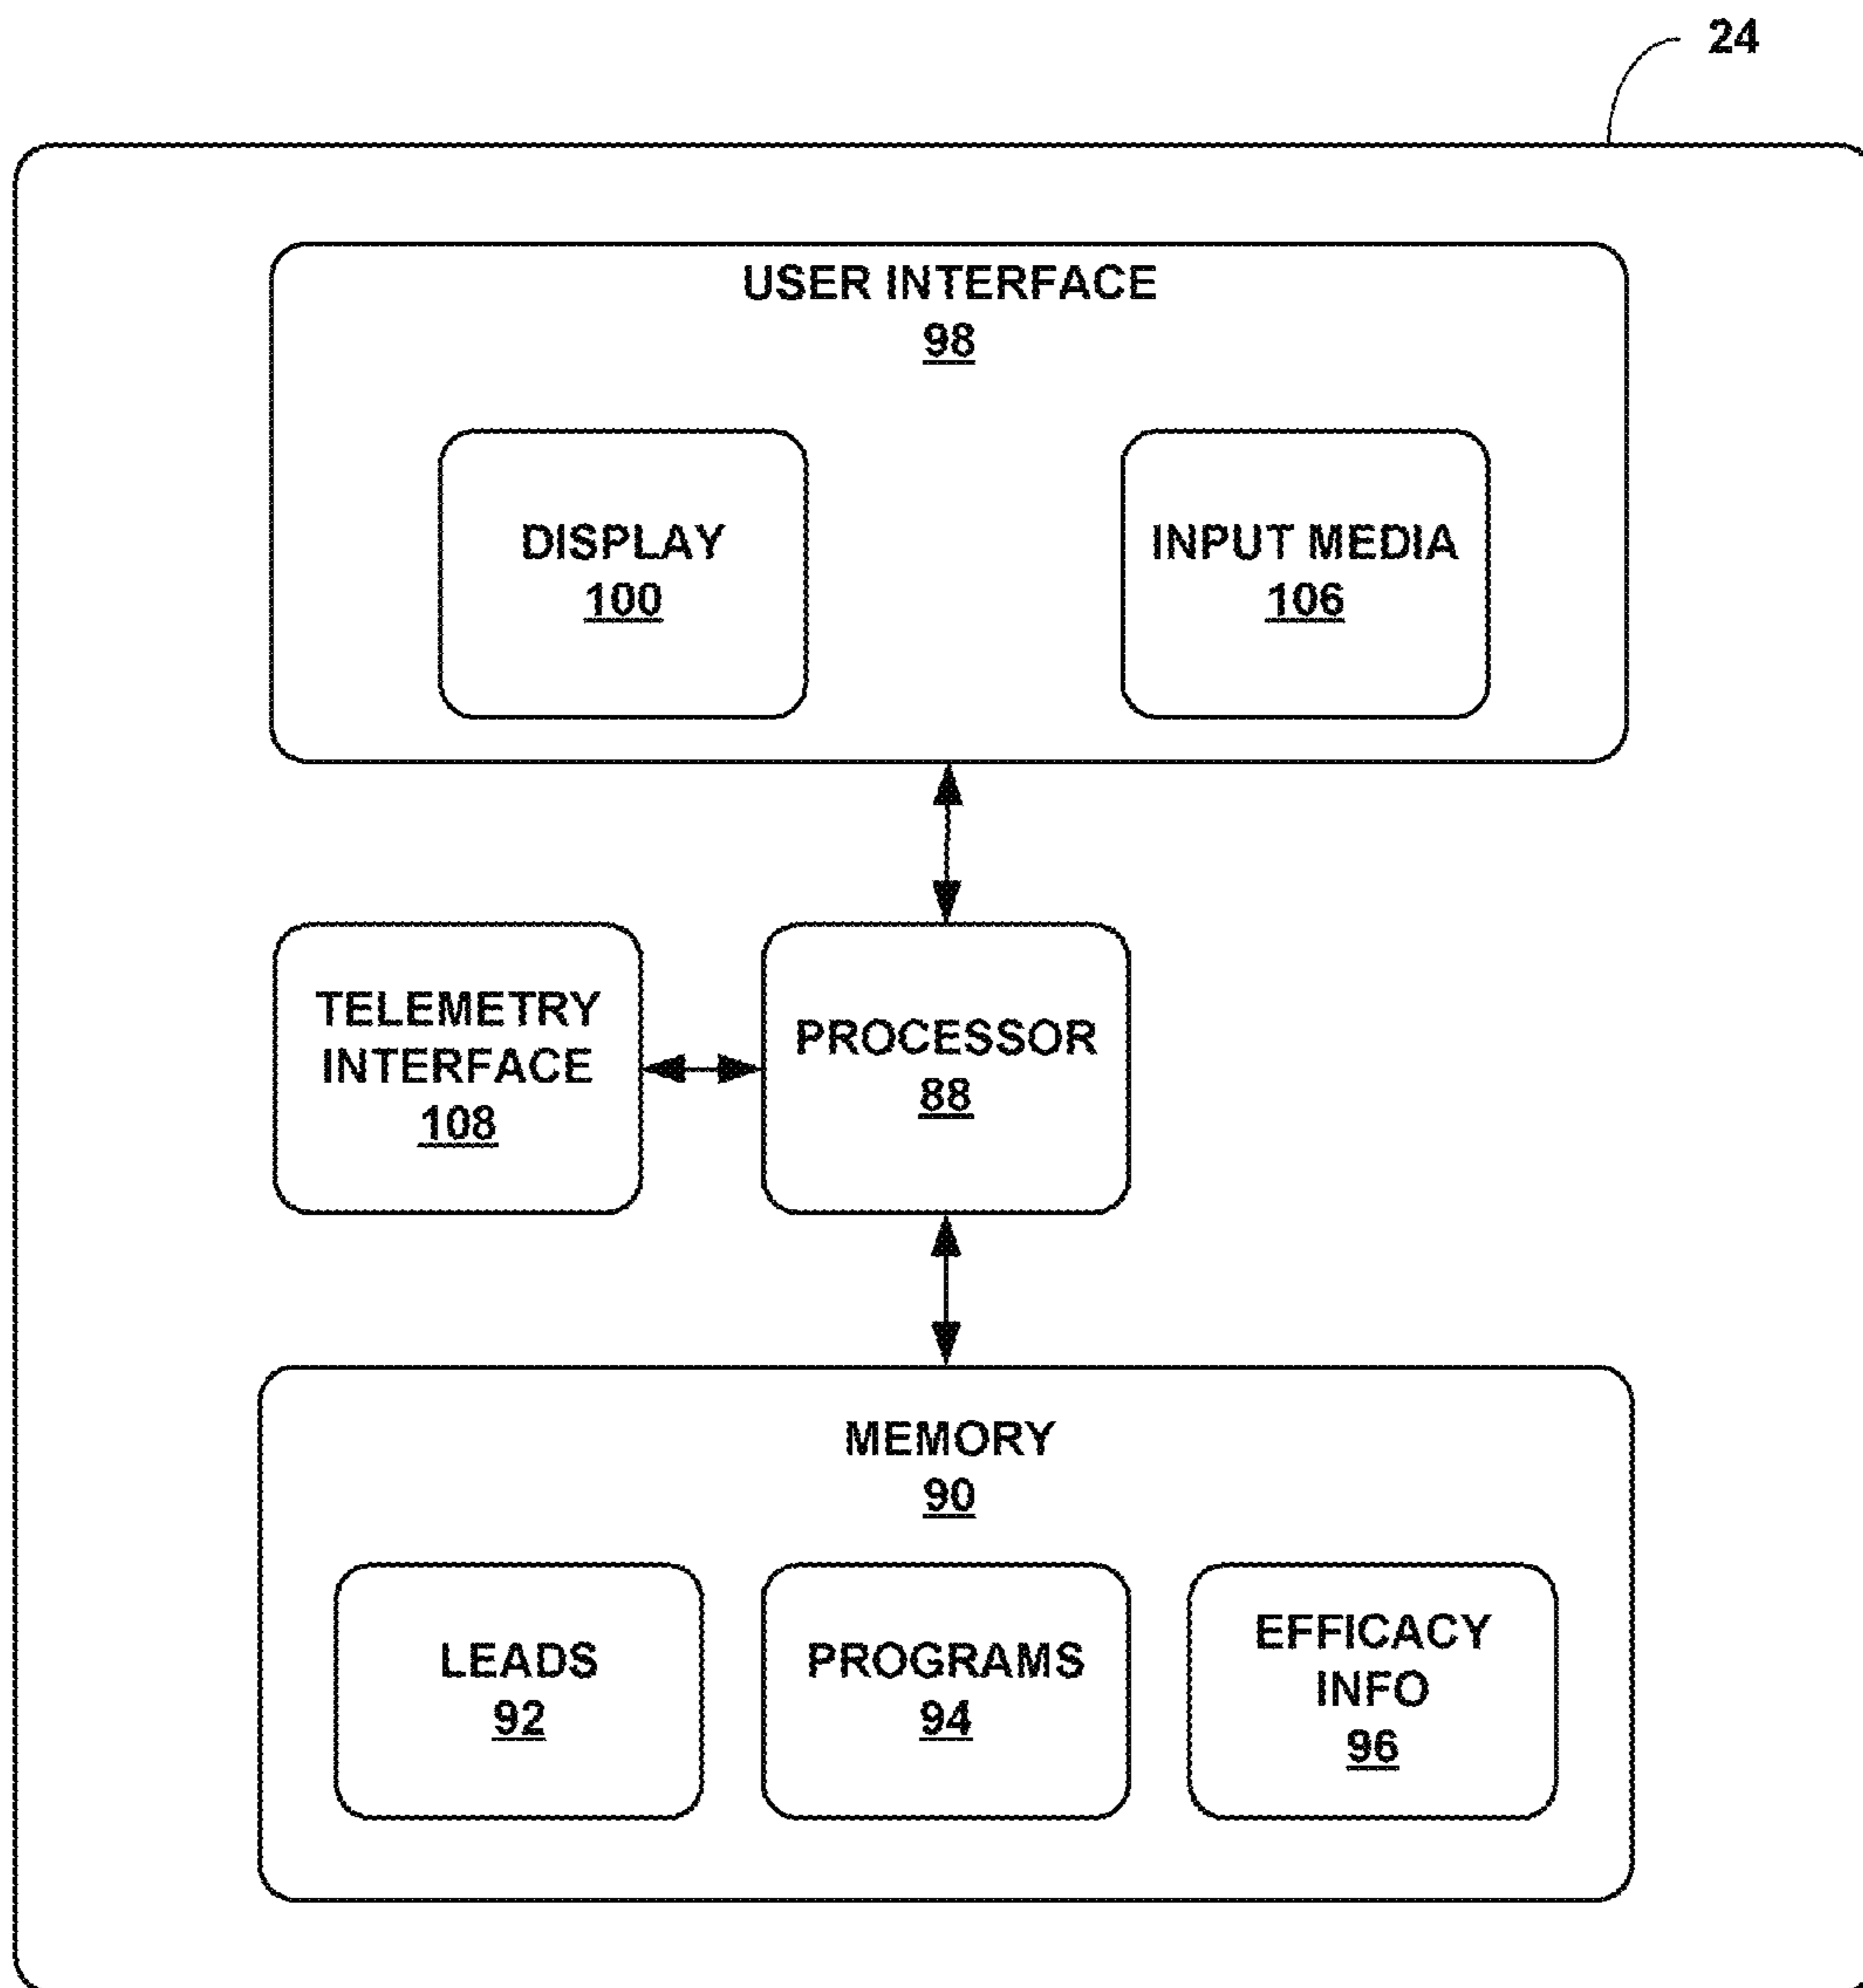 24
USER INTERFACE
98
DISPLAY
100
INPUT MEDIA
106
TELEMETRY
INTERFACE
108
PROCESSOR
88
MEMORY
90
LEADS
92
PROGRAMS
94
EFFICACY
INFO
96